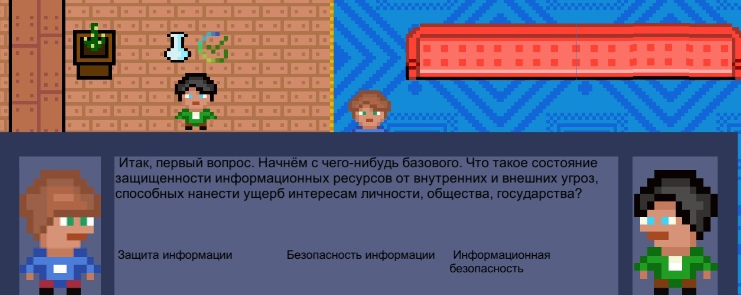 Итак, первый вопрос. Начнём с чего-нибудь базового. Что такое состояние
защищенности информационных ресурсов от внутренних и внешних угроз,
способных нанести ущерб интересам личности, общества, государства?
Защита информации
Безопасность информации
Информационная
безопасность